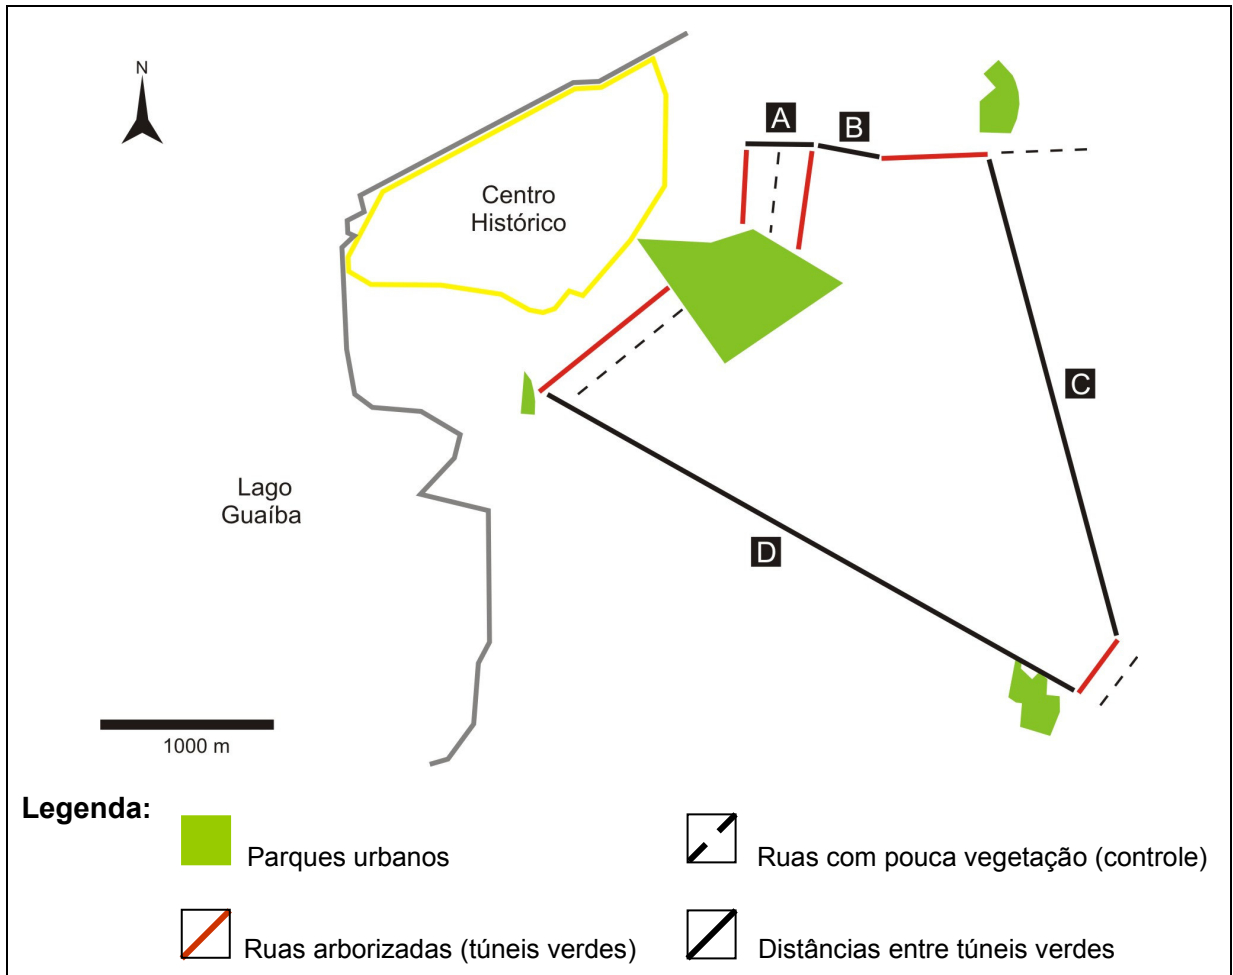 N
A
B
Centro
Histórico
C
Lago
Guaíba
D
1000 m
Legenda:
Parques urbanos
Ruas com pouca vegetação (controle)
Ruas arborizadas (túneis verdes)
Distâncias entre túneis verdes